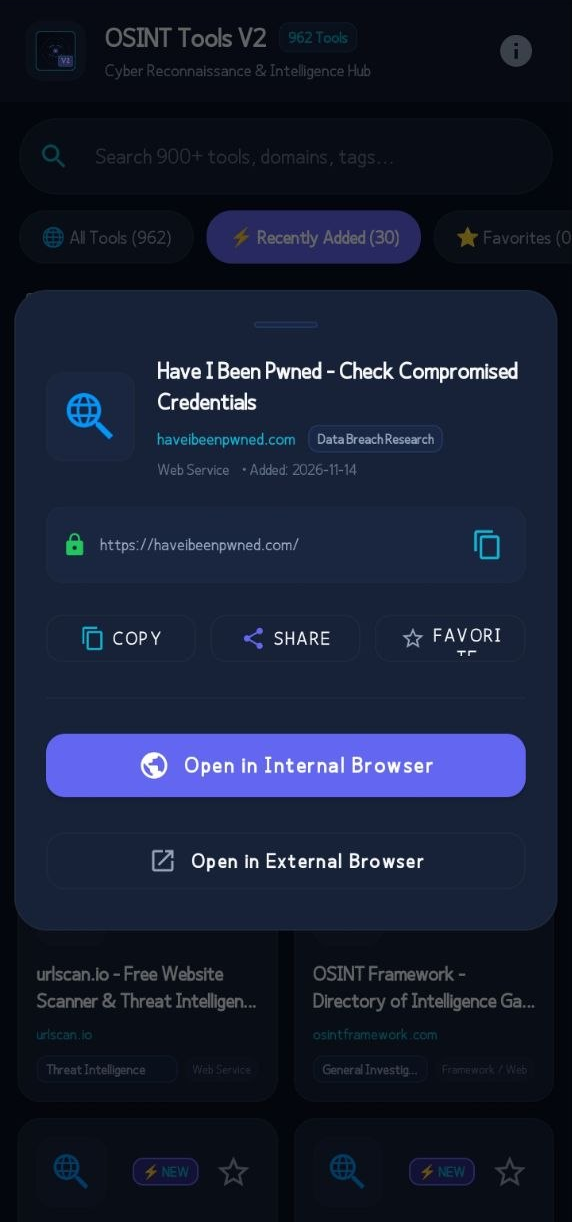 OSINT Tools V2 962 Tools
Cyber Reconnaissance & Intelligence Hub
V2
Search 900+ tools, domains, tags...
All Tools (962) ⚡ Recently Added (30) ⭐ Favorites (0
Have I Been Pwned - Check Compromised
Credentials
haveibeenpwned.com Data Breach Research
Web Service • Added: 2026-11-14
https://haveibeenpwned.com/
COPY SHARE FAVORI
TE
Open in Internal Browser
Open in External Browser
urlscan.io - Free Website
Scanner & Threat Intelligen...
urlscan.io
Threat Intelligence Web Service
OSINT Framework -
Directory of Intelligence Ga...
osintframework.com
General Investig... Framework / Web
⚡ NEW
⚡ NEW